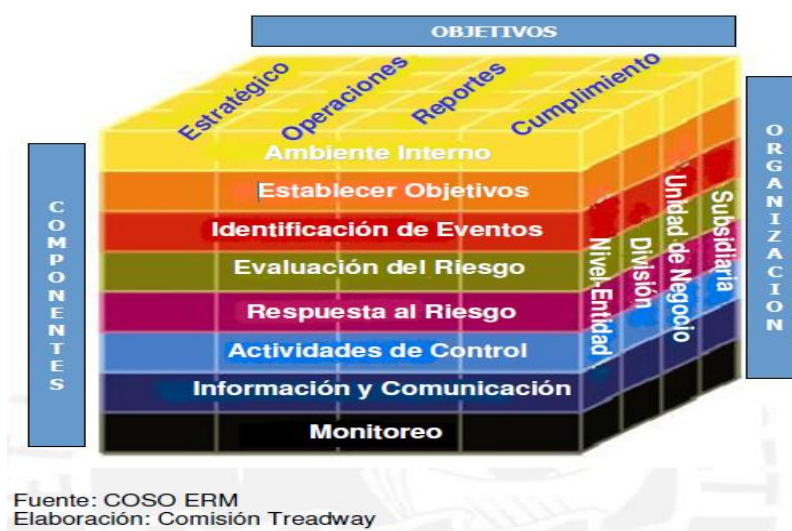 OBJETIVOS
Estratégico
Operaciones
Reportes
Cumplimiento
COMPONENTES
Ambiente Interno
Establecer Objetivos
Identificación de Eventos
Evaluación del Riesgo
Respuesta al Riesgo
Actividades de Control
Información y Comunicación
Monitoreo
Nivel-Entidad
División
Unidad de Negocio
Subsidiaria
ORGANIZACION
Fuente: COSO ERM
Elaboración: Comisión Treadway